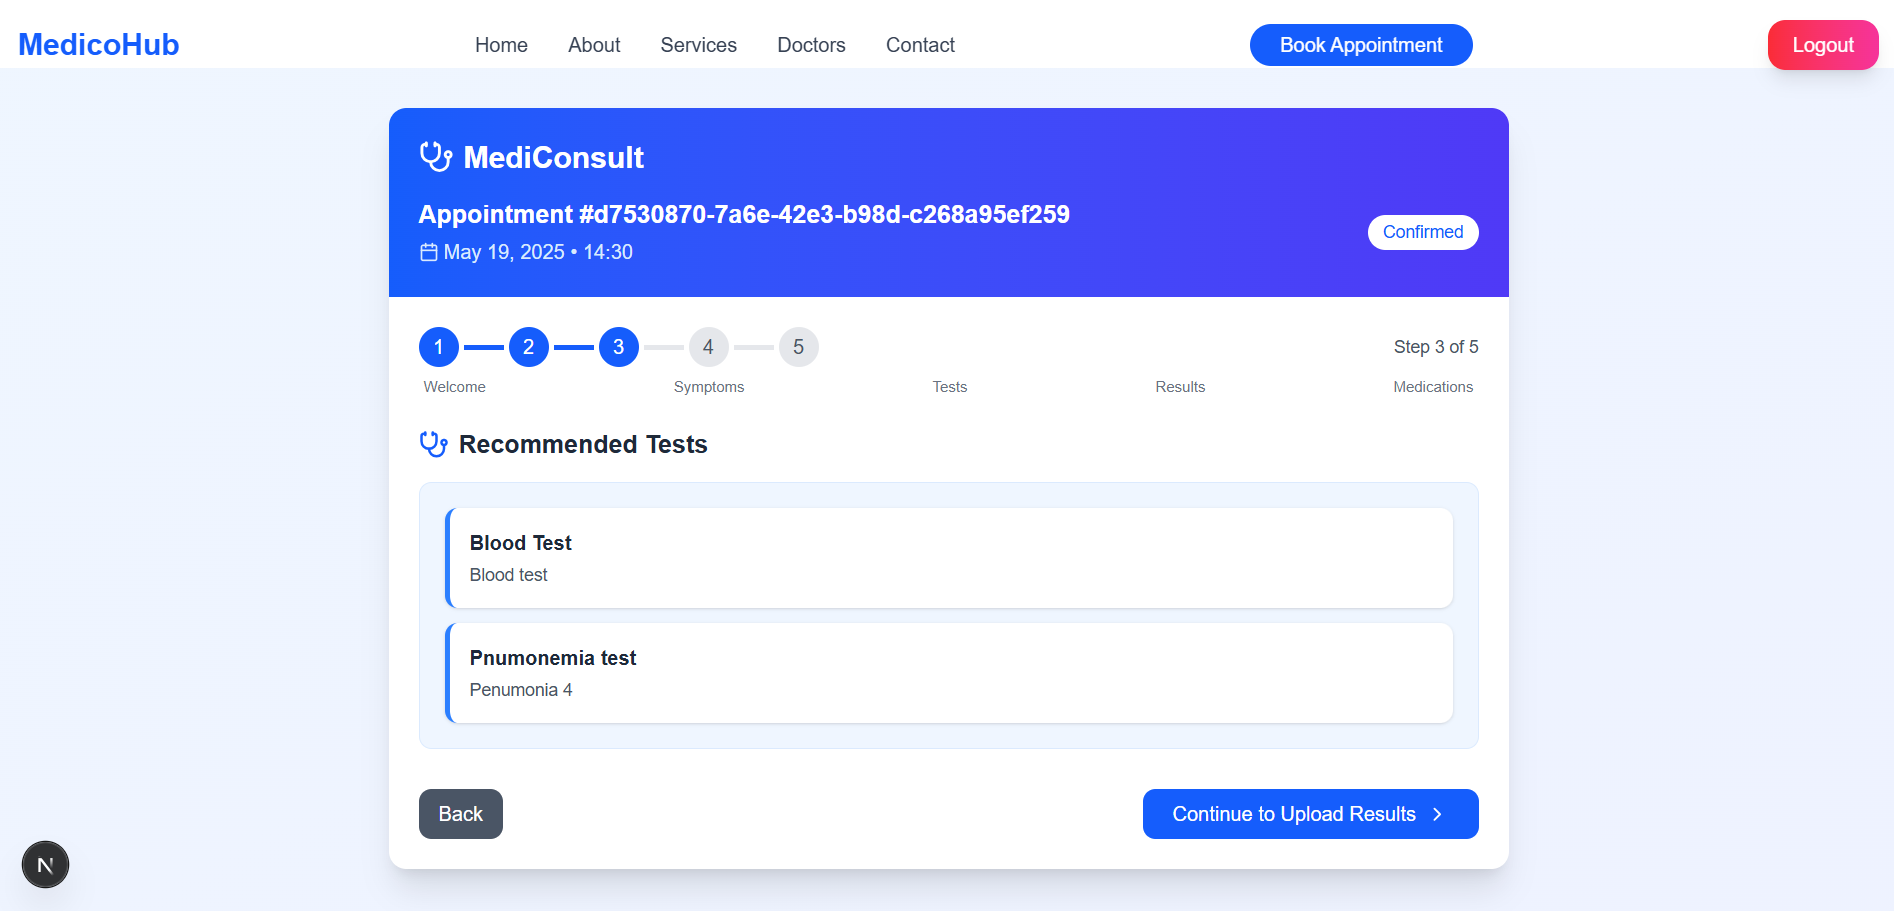 MedicoHub
Home About Services Doctors Contact
Book Appointment
Logout
MediConsult
Appointment #d7530870-7a6e-42e3-b98d-c268a95ef259
May 19, 2025 • 14:30
Confirmed
1 2 3 4 5
Step 3 of 5
Welcome Symptoms Tests Results Medications
Recommended Tests
Blood Test
Blood test
Pnumonemia test
Penumonia 4
Back
Continue to Upload Results
N